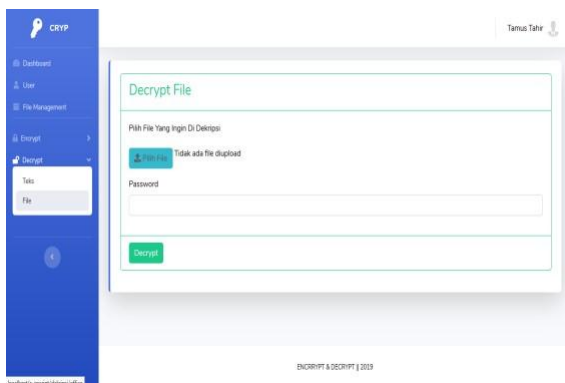 CRYP
Tamus Tahir
Dashboard
User
File Management
Encrypt
Decrypt
Teks
File
Decrypt File
Pilih File Yang Ingin Di Dekripsi
Pilih File Tidak ada file diupload
Password
Decrypt
ENCRRYPT & DECRYPT || 2019